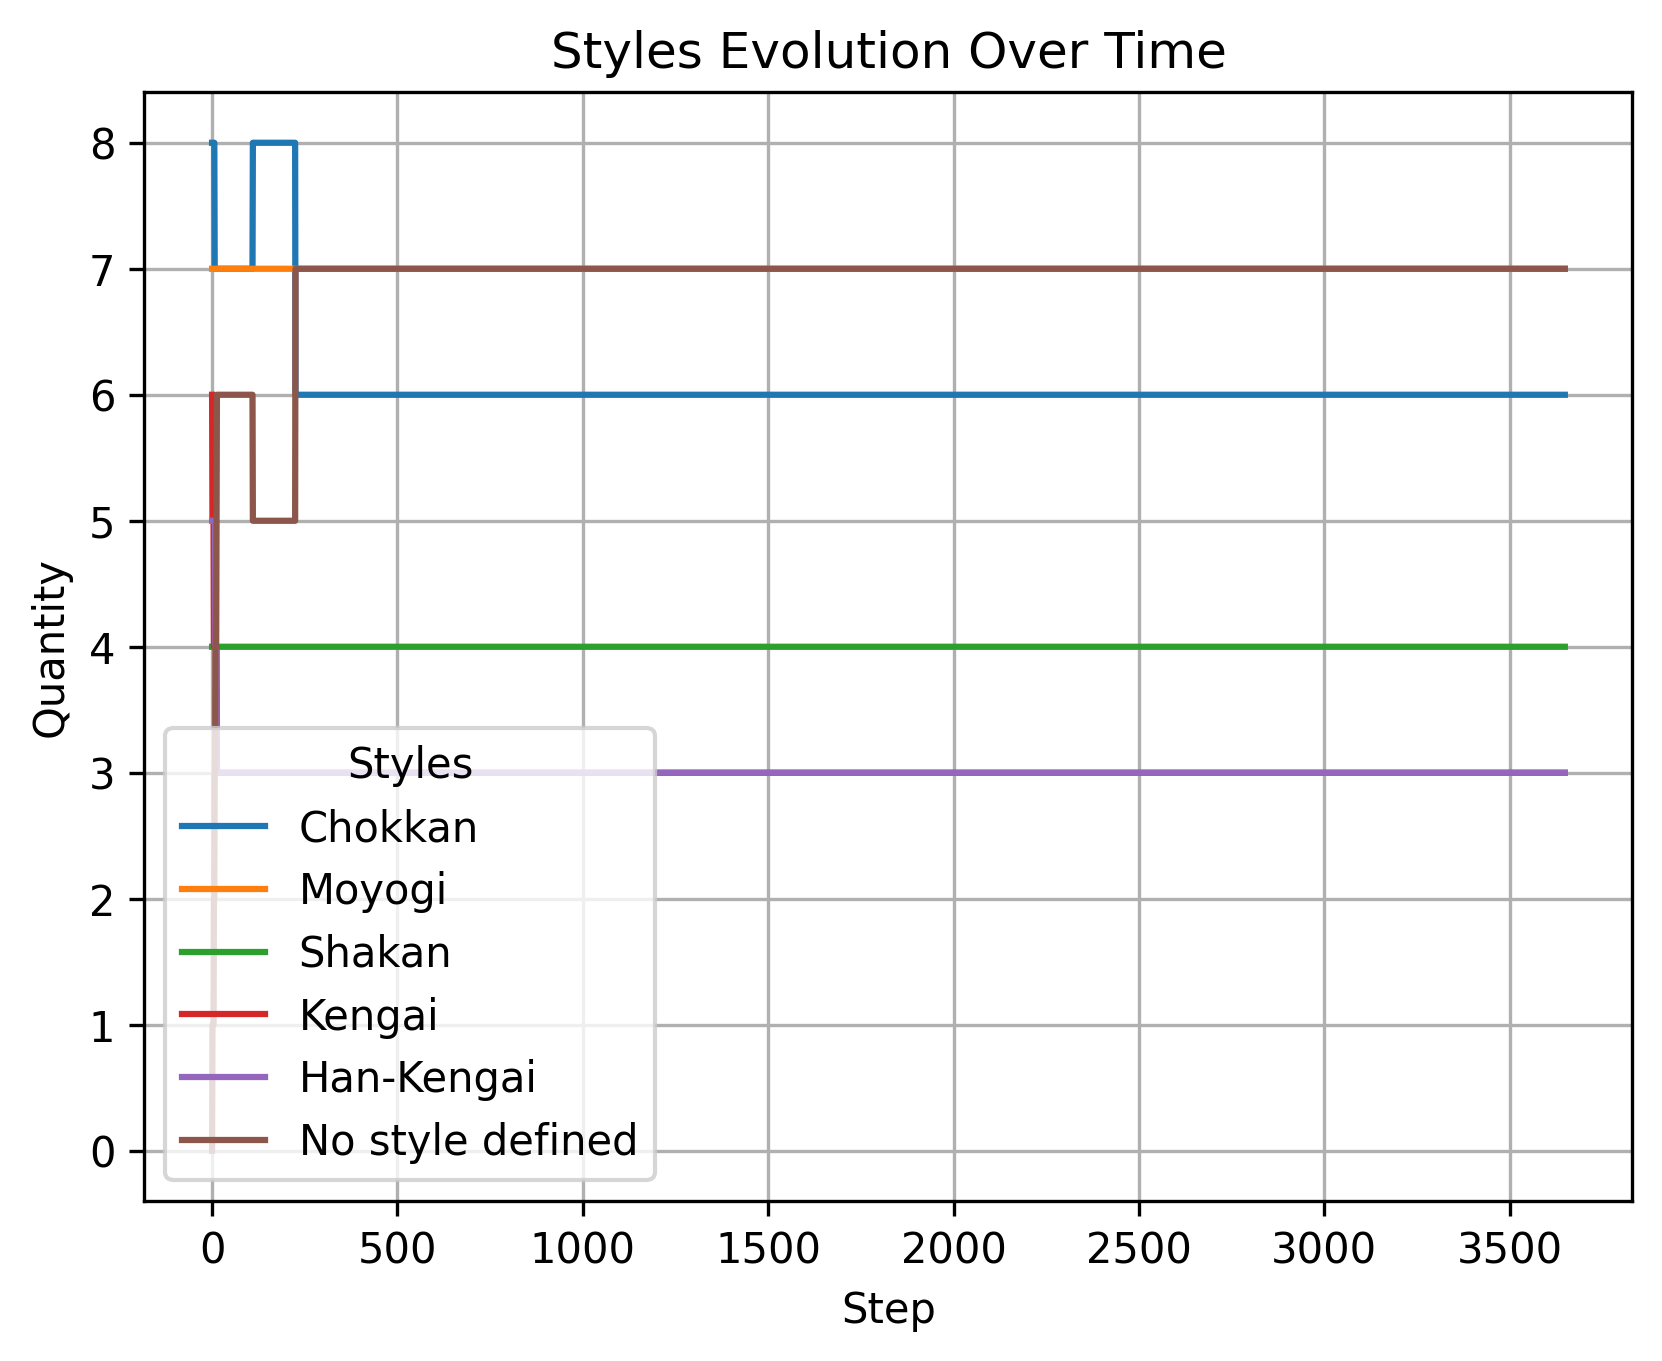 Styles Evolution Over Time
8
7
6
5
4
3
2
1
0
Quantity
Styles
Chokkan
Moyogi
Shakan
Kengai
Han-Kengai
No style defined
0 500 1000 1500 2000 2500 3000 3500
Step